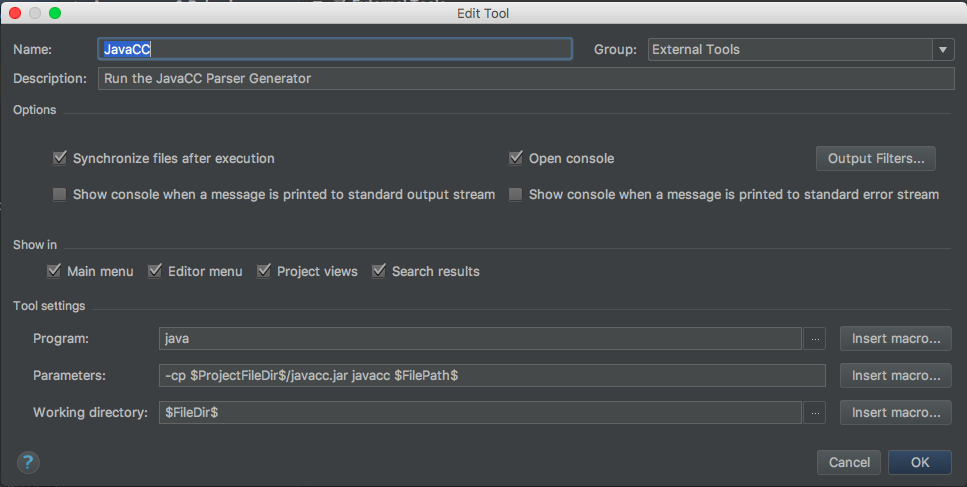 Edit Tool
Name: JavaCC Group: External Tools
Description: Run the JavaCC Parser Generator
Options
Synchronize files after execution Open console Output Filters...
Show console when a message is printed to standard output stream Show console when a message is printed to standard error stream
Show in
Main menu Editor menu Project views Search results
Tool settings
Program: java ... Insert macro...
Parameters: -cp $ProjectFileDir$/javacc.jar javacc $FilePath$ Insert macro...
Working directory: $FileDir$ ... Insert macro...
? Cancel OK